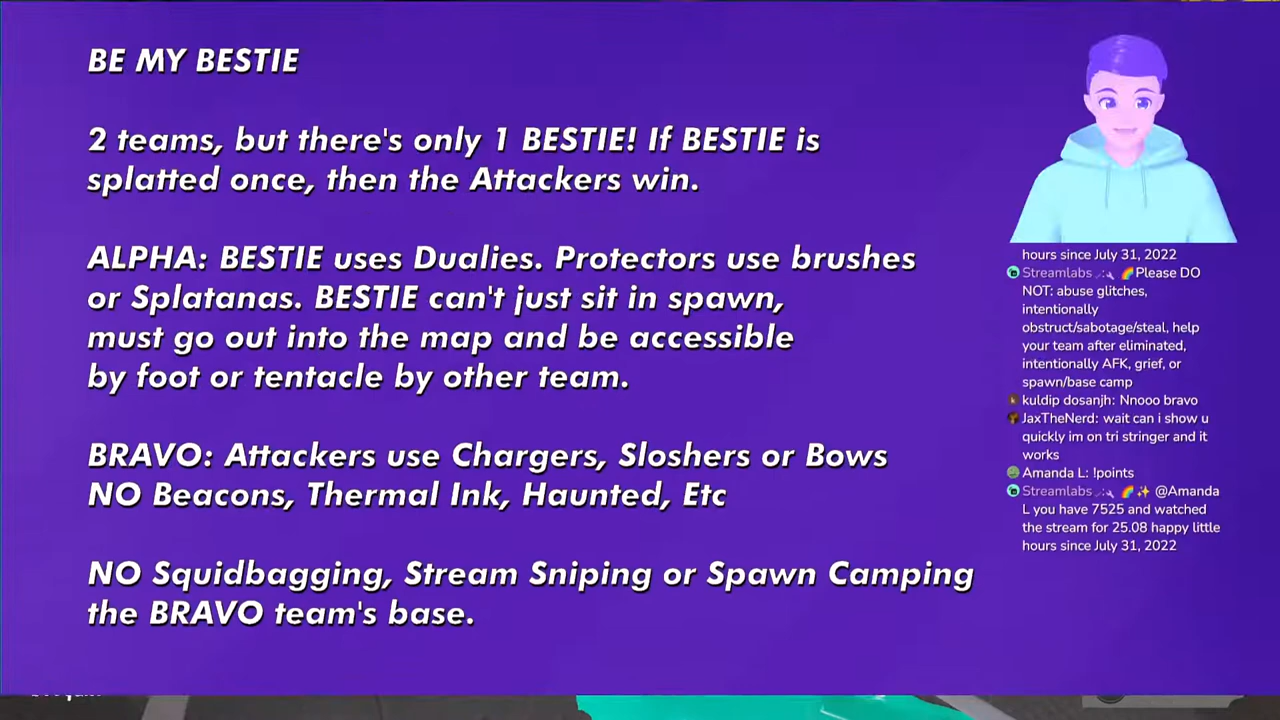 BE MY BESTIE
2 teams, but there's only 1 BESTIE! If BESTIE is
splatted once, then the Attackers win.
ALPHA: BESTIE uses Dualies. Protectors use brushes
or Splatanas. BESTIE can't just sit in spawn,
must go out into the map and be accessible
by foot or tentacle by other team.
BRAVO: Attackers use Chargers, Sloshers or Bows
NO Beacons, Thermal Ink, Haunted, Etc
NO Squidbagging, Stream Sniping or Spawn Camping
the BRAVO team's base.
hours since July 31, 2022
Streamlabs 🌈Please DO
NOT: abuse glitches,
intentionally
obstruct/sabotage/steal, help
your team after eliminated,
intentionally AFK, grief, or
spawn/base camp
kuldip dosanjh: Nnooo bravo
JaxTheNerd: wait can i show u
quickly im on tri stringer and it
works
Amanda L: !points
Streamlabs 🌈✨ @Amanda
L you have 7525 and watched
the stream for 25.08 happy little
hours since July 31, 2022